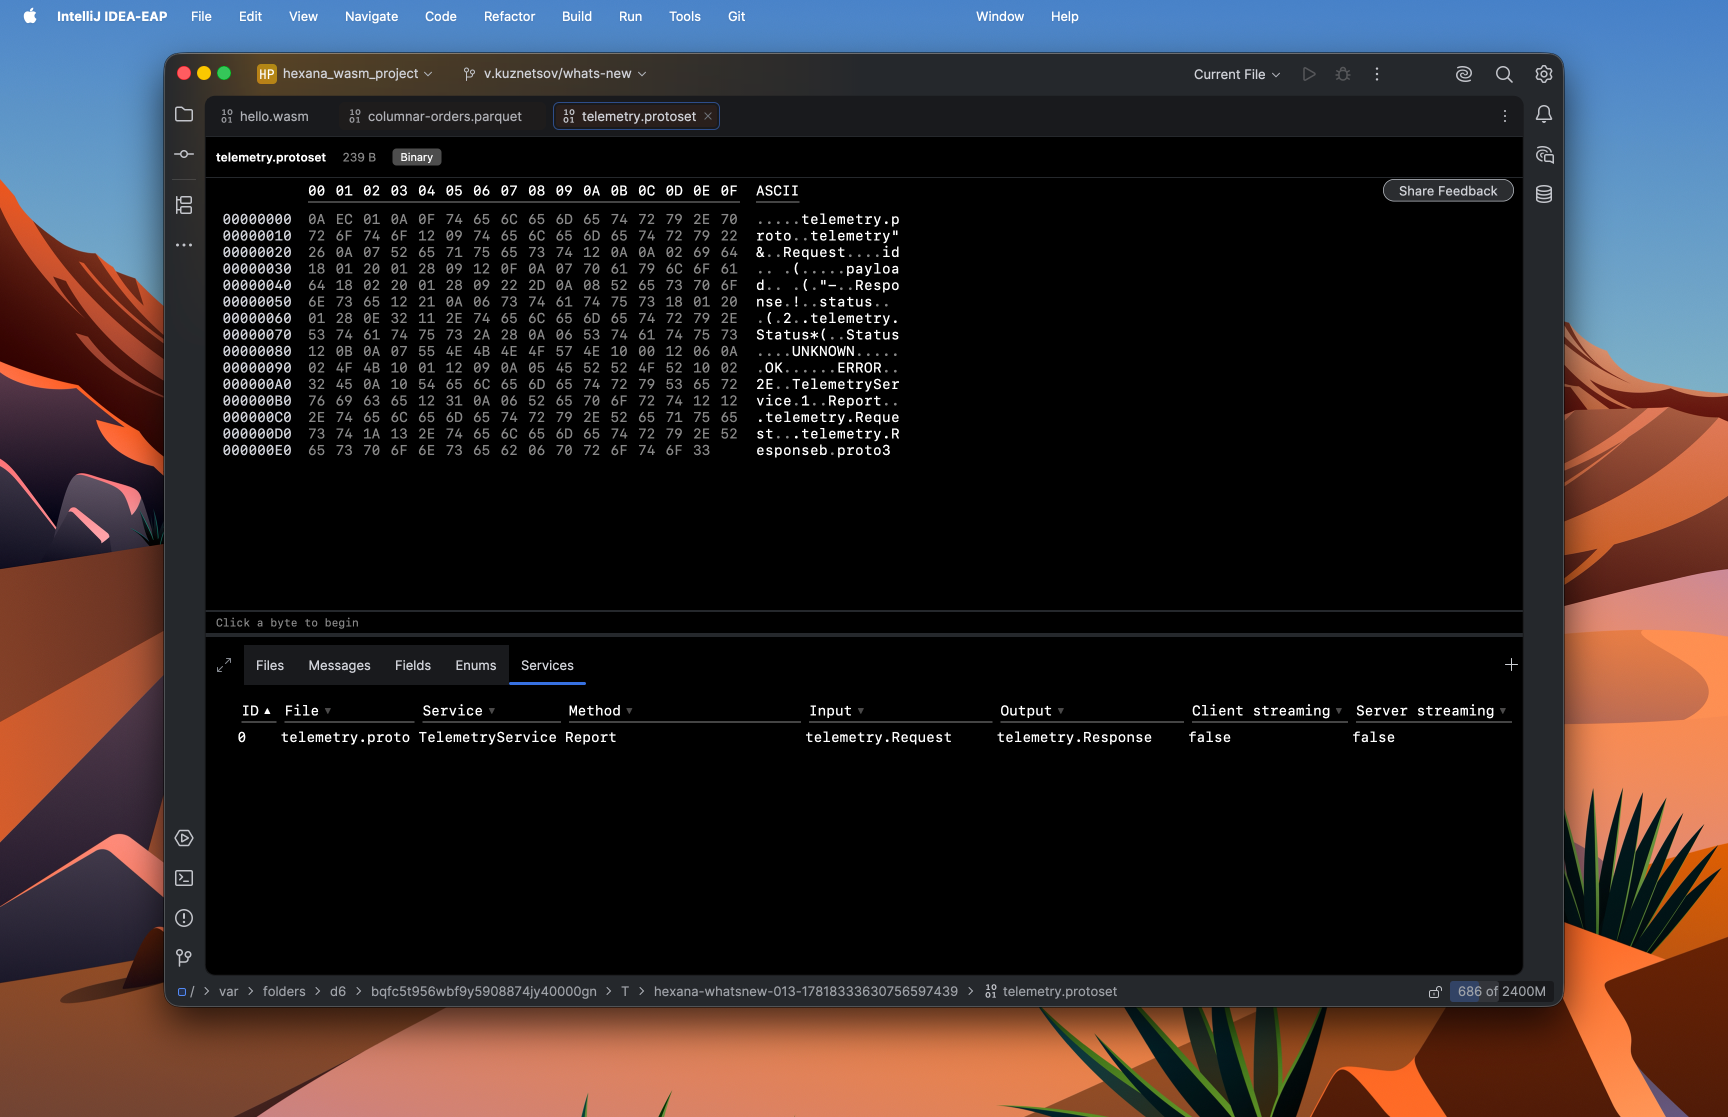 IntelliJ IDEA-EAP File Edit View Navigate Code Refactor Build Run Tools Git Window Help
HP hexana_wasm_project v.kuznetsov/whats-new Current File
hello.wasm columnar-orders.parquet telemetry.protoset
telemetry.protoset 239 B Binary
00 01 02 03 04 05 06 07 08 09 0A 0B 0C 0D 0E 0F ASCII
Share Feedback
00000000 0A EC 01 0A 0F 74 65 6C 65 6D 65 74 72 79 2E 70 .....telemetry.p
00000010 72 6F 74 6F 12 09 74 65 6C 65 6D 65 74 72 79 22 roto..telemetry"
00000020 26 0A 07 52 65 71 75 65 73 74 12 0A 0A 02 69 64 &..Request....id
00000030 18 01 20 01 28 09 12 0F 0A 07 70 61 79 6C 6F 61 .. .(.....payloa
00000040 64 18 02 20 01 28 09 22 2D 0A 08 52 65 73 70 6F d.. .(."-..Respo
00000050 6E 73 65 12 21 0A 06 73 74 61 74 75 73 18 01 20 nse.!..status.. 
00000060 01 28 0E 32 11 2E 74 65 6C 65 6D 65 74 72 79 2E .(.2..telemetry.
00000070 53 74 61 74 75 73 2A 28 0A 06 53 74 61 74 75 73 Status*(..Status
00000080 12 0B 0A 07 55 4E 4B 4E 4F 57 4E 10 00 12 06 0A ....UNKNOWN.....
00000090 02 4F 4B 10 01 12 09 0A 05 45 52 52 4F 52 10 02 .OK......ERROR..
000000A0 32 45 0A 10 54 65 6C 65 6D 65 74 72 79 53 65 72 2E..TelemetrySer
000000B0 76 69 63 65 12 31 0A 06 52 65 70 6F 72 74 12 12 vice.1..Report..
000000C0 2E 74 65 6C 65 6D 65 74 72 79 2E 52 65 71 75 65 .telemetry.Reque
000000D0 73 74 1A 13 2E 74 65 6C 65 6D 65 74 72 79 2E 52 st...telemetry.R
000000E0 65 73 70 6F 6E 73 65 62 06 70 72 6F 74 6F 33 esponseb.proto3
Click a byte to begin
Files Messages Fields Enums Services
ID File Service Method Input Output Client streaming Server streaming
0 telemetry.proto TelemetryService Report telemetry.Request telemetry.Response false false
/ > var > folders > d6 > bqfc5t956wbf9y5908874jy40000gn > T > hexana-whatsnew-013-17818333630756597439 > telemetry.protoset 686 of 2400M